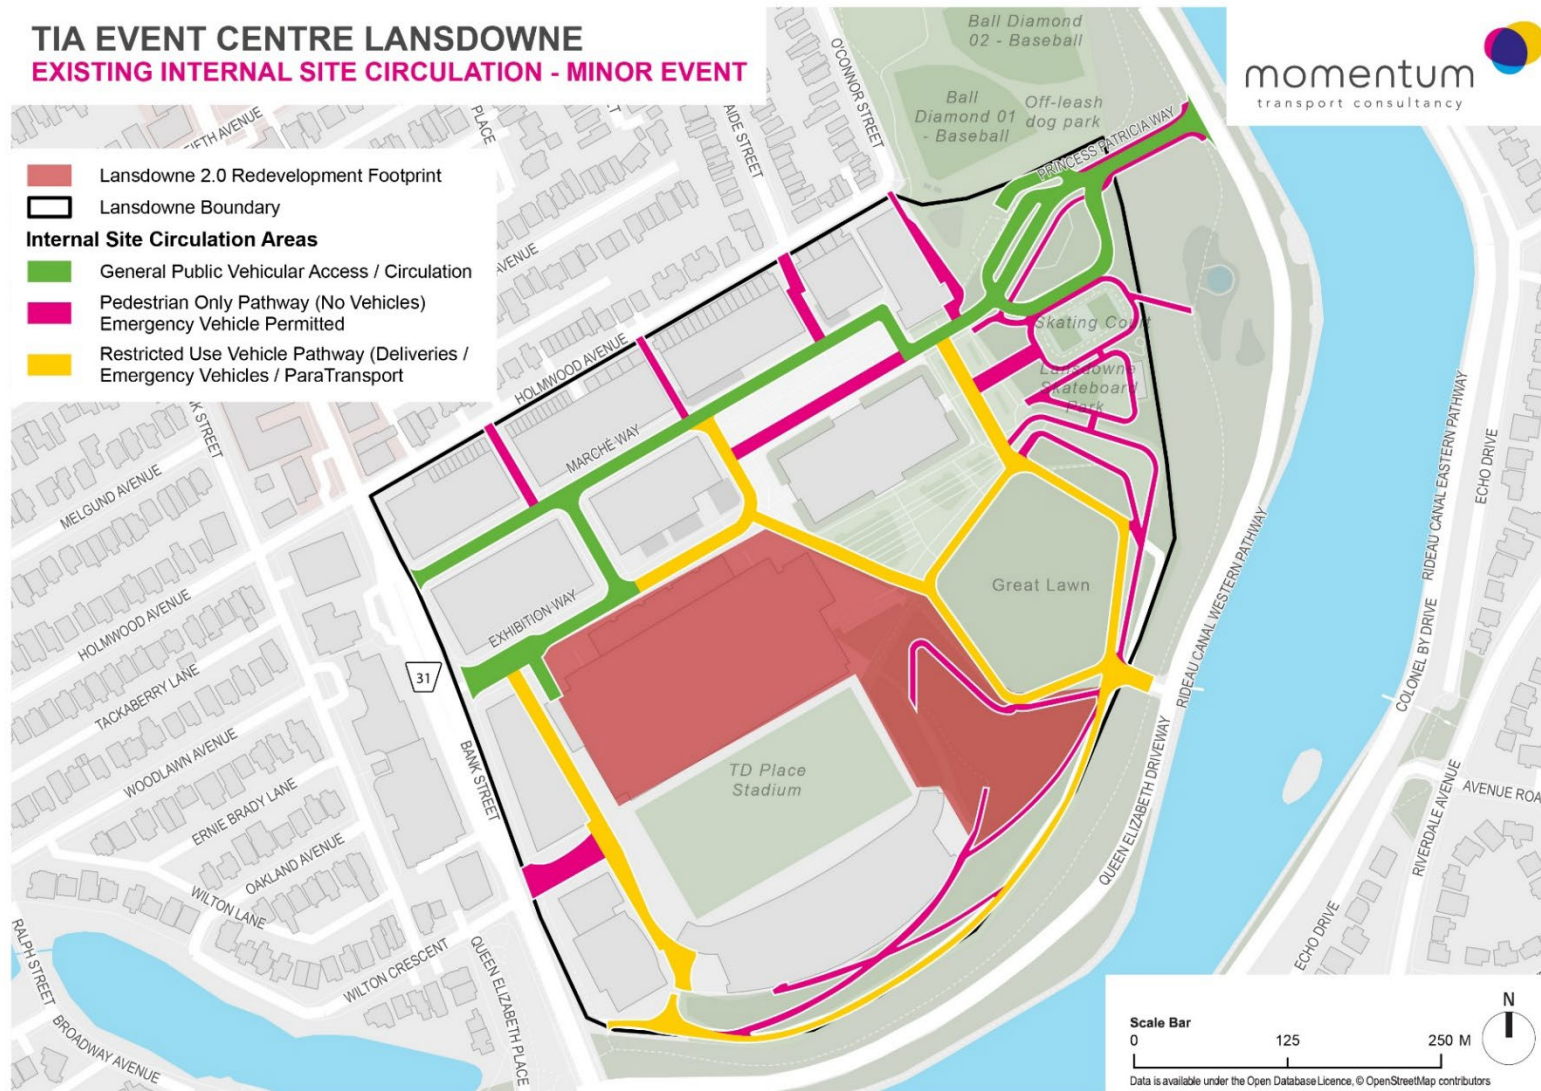 TIA EVENT CENTRE LANSDOWNE
EXISTING INTERNAL SITE CIRCULATION - MINOR EVENT
momentum
transport consultancy
Lansdowne 2.0 Redevelopment Footprint
Lansdowne Boundary
Internal Site Circulation Areas
General Public Vehicular Access / Circulation
Pedestrian Only Pathway (No Vehicles)
Emergency Vehicle Permitted
Restricted Use Vehicle Pathway (Deliveries /
Emergency Vehicles / ParaTransport
Ball Diamond
02 - Baseball
Ball
Diamond 01
- Baseball
Off-leash
dog park
O'CONNOR STREET
PRINCESS PATRICIA WAY
FIFTH AVENUE
PLACE
AIDE STREET
AVENUE
HOLMWOOD AVENUE
MARCHÉ WAY
EXHIBITION WAY
Skating Court
Lansdowne
Skateboard
Park
Great Lawn
TD Place
Stadium
31
BANK STREET
K STREET
MELGUND AVENUE
HOLMWOOD AVENUE
TACKABERRY LANE
WOODLAWN AVENUE
ERNIE BRADY LANE
OAKLAND AVENUE
WILTON LANE
WILTON CRESCENT
RALPH STREET
BROADWAY AVENUE
QUEEN ELIZABETH PLACE
QUEEN ELIZABETH DRIVEWAY
RIDEAU CANAL WESTERN PATHWAY
COLONEL BY DRIVE
RIDEAU CANAL EASTERN PATHWAY
ECHO DRIVE
ECHO DRIVE
RIVERDALE AVENUE
AVENUE ROA
Scale Bar
0 125 250 M
N
Data is available under the Open Database Licence, © OpenStreetMap contributors